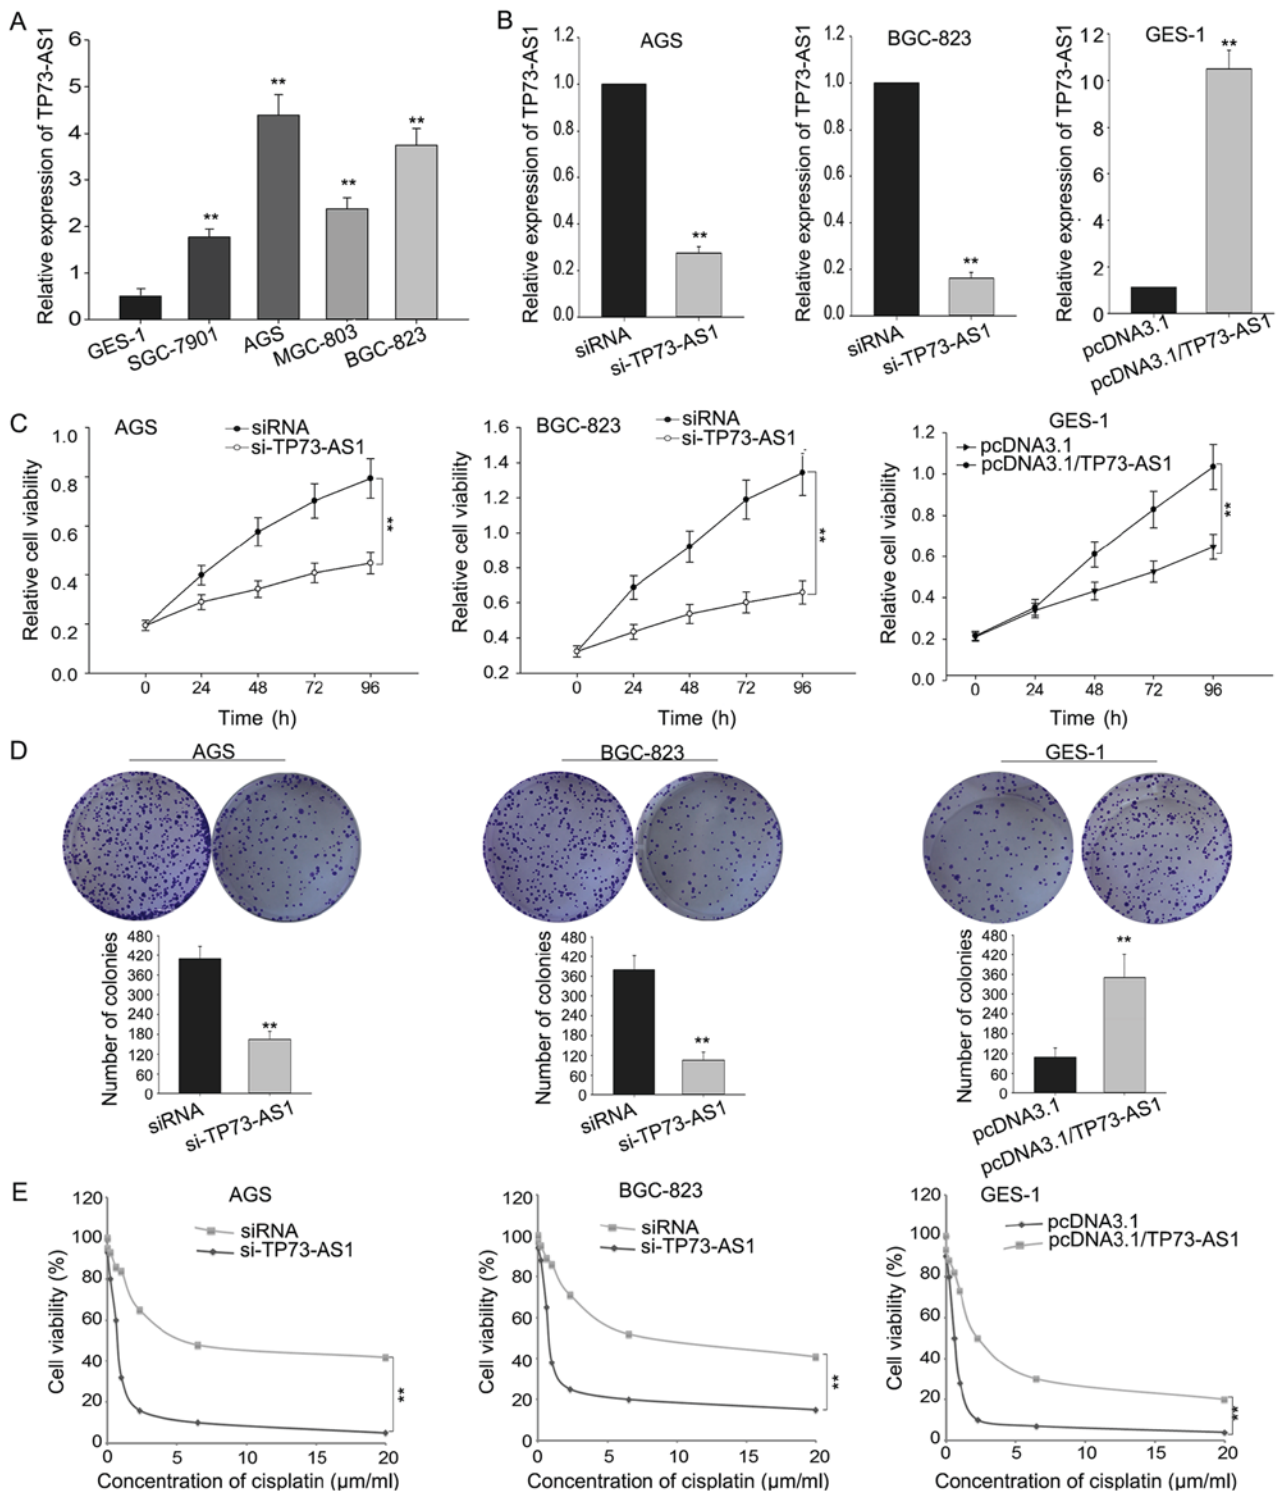 A
Relative expression of TP73-AS1
6
5
4
3
2
1
0
**
**
**
**
GES-1
SGC-7901
AGS
MGC-803
BGC-823
B
Relative expression of TP73-AS1
AGS
1.2
1.0
0.8
0.6
0.4
0.2
0.0
**
siRNA
si-TP73-AS1
Relative expression of TP73-AS1
BGC-823
1.2
1.0
0.8
0.6
0.4
0.2
0.0
**
siRNA
si-TP73-AS1
Relative expression of TP73-AS1
GES-1
12
10
8
6
4
2
0
**
pcDNA3.1
pcDNA3.1/TP73-AS1
C
Relative cell viability
AGS
siRNA
si-TP73-AS1
1.0
0.8
0.6
0.4
0.2
0.0
**
0 24 48 72 96
Time (h)
Relative cell viability
BGC-823
siRNA
si-TP73-AS1
1.6
1.4
1.2
1.0
0.8
0.6
0.4
0.2
**
0 24 48 72 96
Time (h)
Relative cell viability
GES-1
pcDNA3.1
pcDNA3.1/TP73-AS1
1.2
1.0
0.8
0.6
0.4
0.2
0.0
**
0 24 48 72 96
Time (h)
D
AGS
Number of colonies
480
420
360
300
240
180
120
60
0
**
siRNA
si-TP73-AS1
BGC-823
Number of colonies
480
420
360
300
240
180
120
60
0
**
siRNA
si-TP73-AS1
GES-1
Number of colonies
480
420
360
300
240
180
120
60
0
**
pcDNA3.1
pcDNA3.1/TP73-AS1
E
Cell viability (%)
AGS
siRNA
si-TP73-AS1
120
100
80
60
40
20
0
**
0 5 10 15 20
Concentration of cisplatin (µm/ml)
Cell viability (%)
BGC-823
siRNA
si-TP73-AS1
120
100
80
60
40
20
0
**
0 5 10 15 20
Concentration of cisplatin (µm/ml)
Cell viability (%)
GES-1
pcDNA3.1
pcDNA3.1/TP73-AS1
120
100
80
60
40
20
0
**
0 5 10 15 20
Concentration of cisplatin (µm/ml)